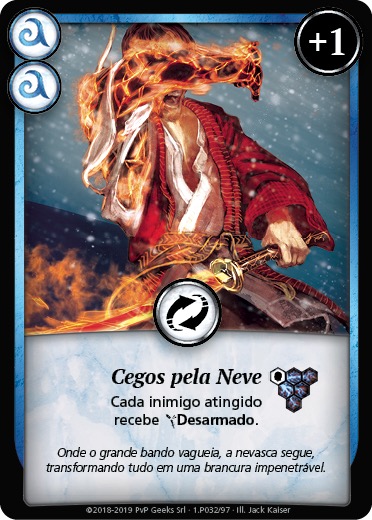 +1
Cegos pela Neve
Cada inimigo atingido
recebe Desarmado.
Onde o grande bando vagueia, a nevasca segue,
transformando tudo em uma brancura impenetrável.
©2018-2019 PvP Geeks Srl · 1.P032/97 · Ill. Jack Kaiser